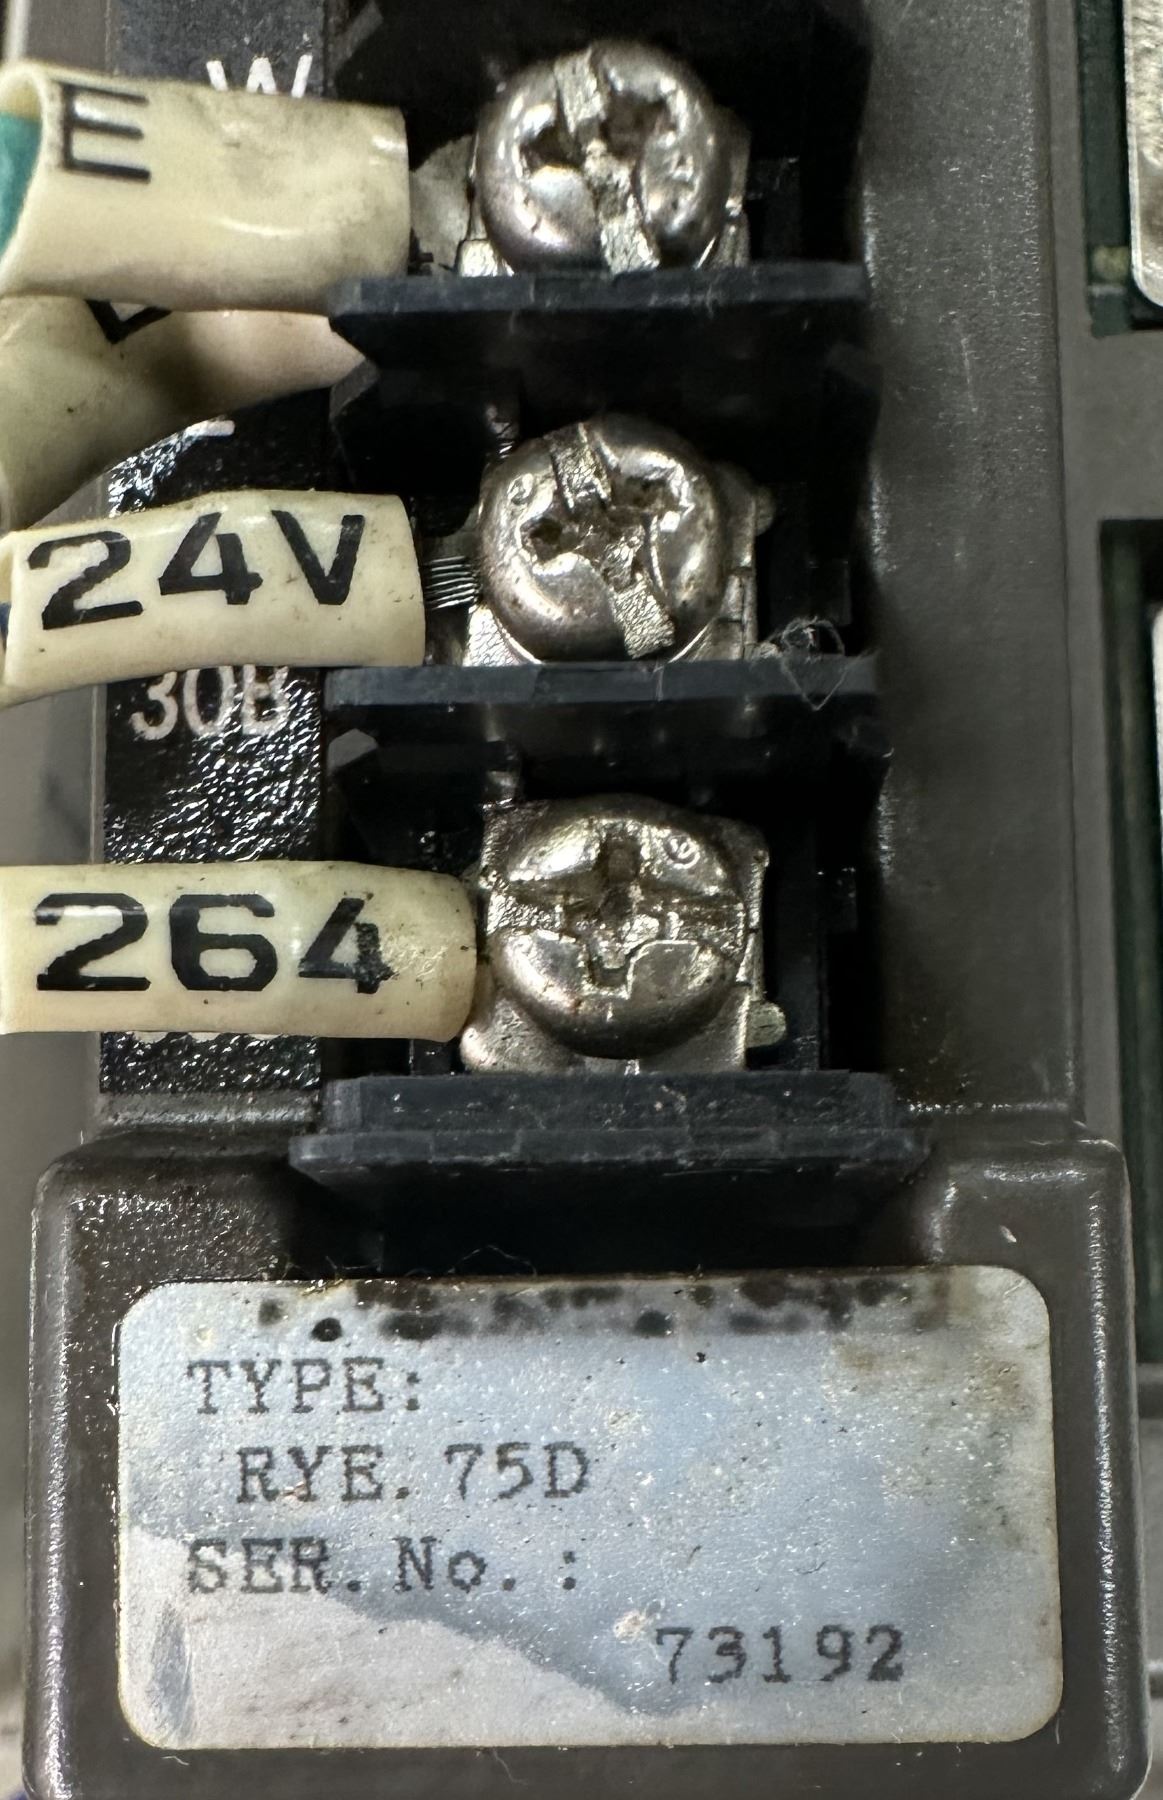 E
W
24V
30B
264
TYPE:
RYE. 75D
SER. No. :
73192